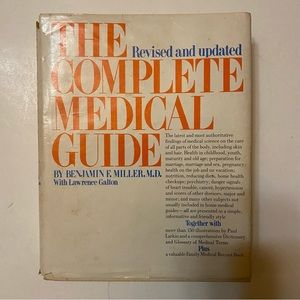 THE
Revised and updated
COMPLETE
MEDICAL
GUIDE
BY BENJAMIN F. MILLER, M.D.
With Lawrence Galton
The latest and most authoritative
findings of medical science on the care
of all parts of the body, including skin
and hair. Health in childhood, youth,
maturity and old age; preparation for
marriage, marriage and sex, pregnancy;
health on the job and on vacation;
nutrition, reducing diets, home health
checkups; psychiatry; danger signals
of heart trouble, cancer, hypertension
and scores of other diseases, major and
minor; and many other subjects not
usually included in home medical
guides—all are presented in a simple,
informative and friendly style
Together with
more than 150 illustrations by Paul
Larkin and a comprehensive Dictionary
and Glossary of Medical Terms
Plus
a valuable Family Medical Record Book